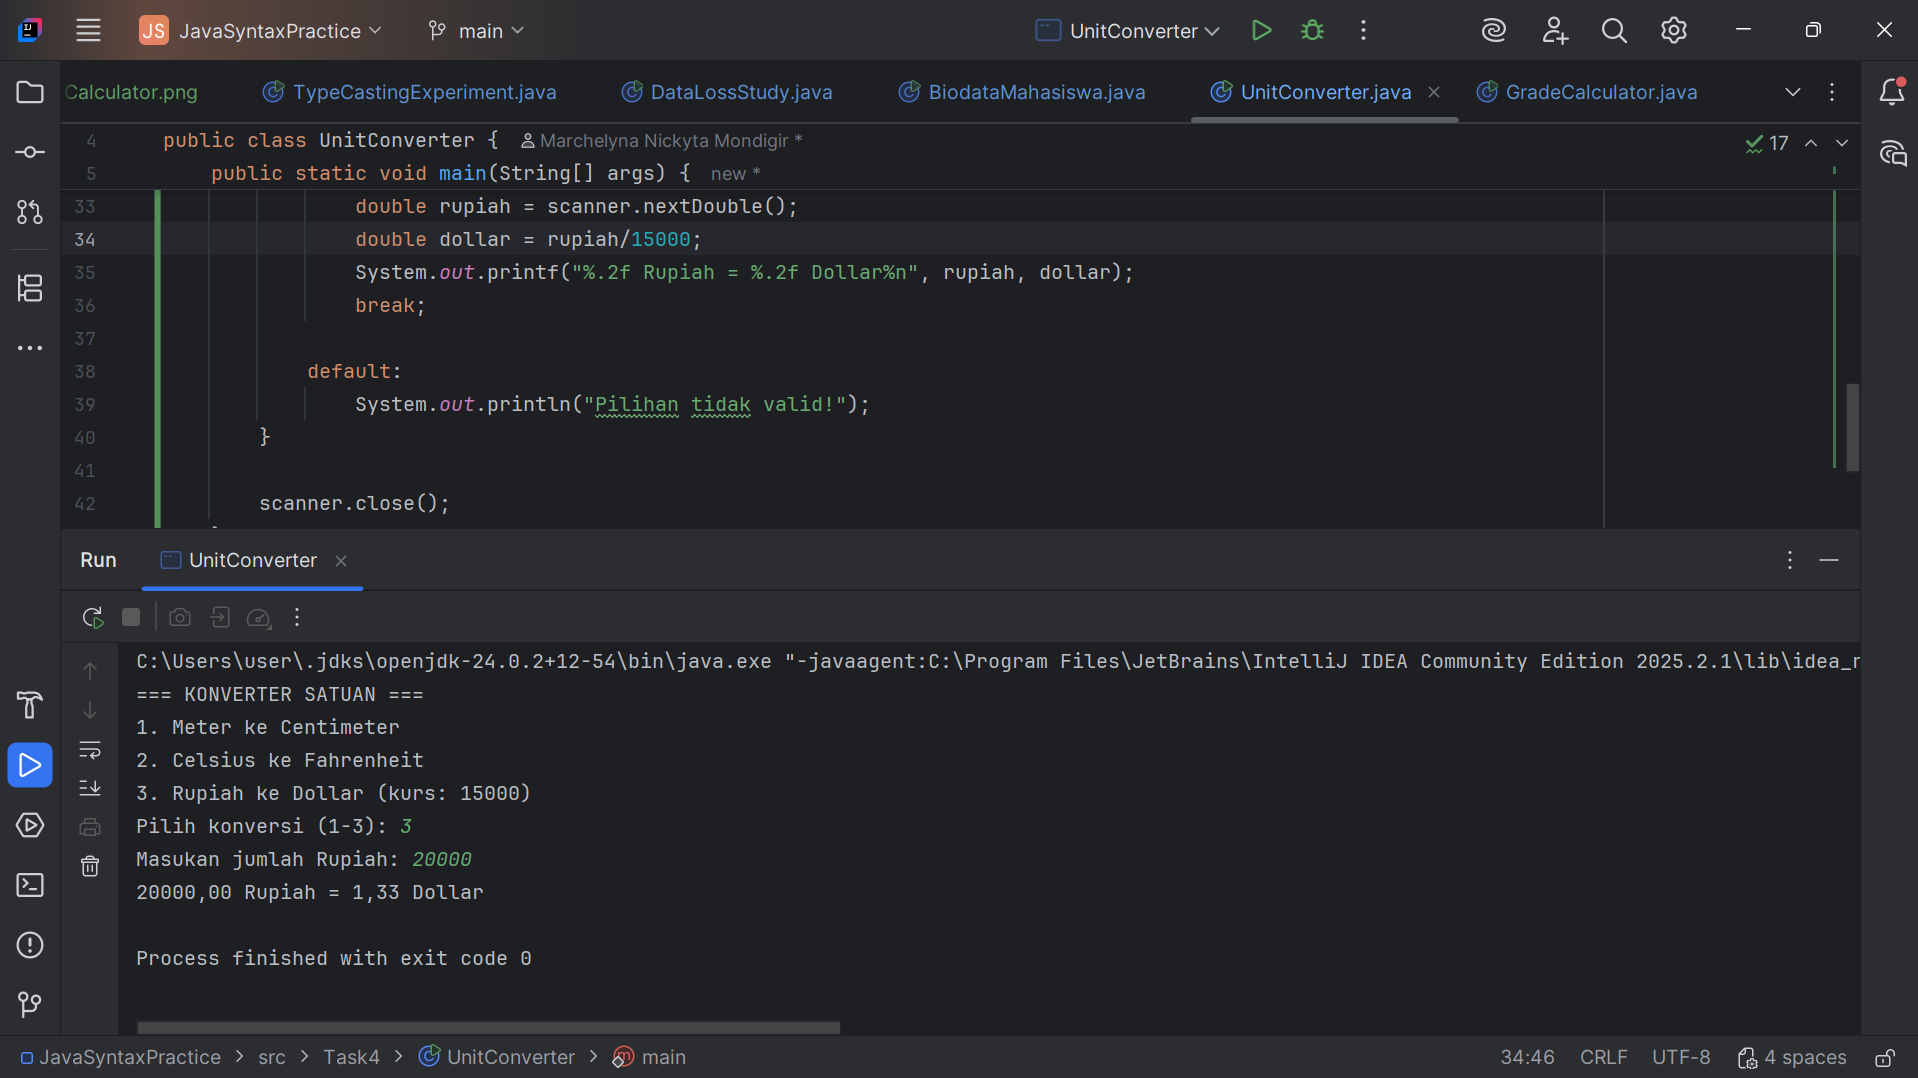 JS JavaSyntaxPractice main UnitConverter
Calculator.png TypeCastingExperiment.java DataLossStudy.java BiodataMahasiswa.java UnitConverter.java GradeCalculator.java
4 public class UnitConverter { Marchelyna Nickyta Mondigir *
17
5 public static void main(String[] args) { new *
33 double rupiah = scanner.nextDouble();
34 double dollar = rupiah/15000;
35 System.out.printf("%.2f Rupiah = %.2f Dollar%n", rupiah, dollar);
36 break;
37
38 default:
39 System.out.println("Pilihan tidak valid!");
40 }
41
42 scanner.close();
Run UnitConverter
C:\Users\user\.jdks\openjdk-24.0.2+12-54\bin\java.exe "-javaagent:C:\Program Files\JetBrains\IntelliJ IDEA Community Edition 2025.2.1\lib\idea_r
=== KONVERTER SATUAN ===
1. Meter ke Centimeter
2. Celsius ke Fahrenheit
3. Rupiah ke Dollar (kurs: 15000)
Pilih konversi (1-3): 3
Masukan jumlah Rupiah: 20000
20000,00 Rupiah = 1,33 Dollar
Process finished with exit code 0
JavaSyntaxPractice > src > Task4 > UnitConverter > main 34:46 CRLF UTF-8 4 spaces